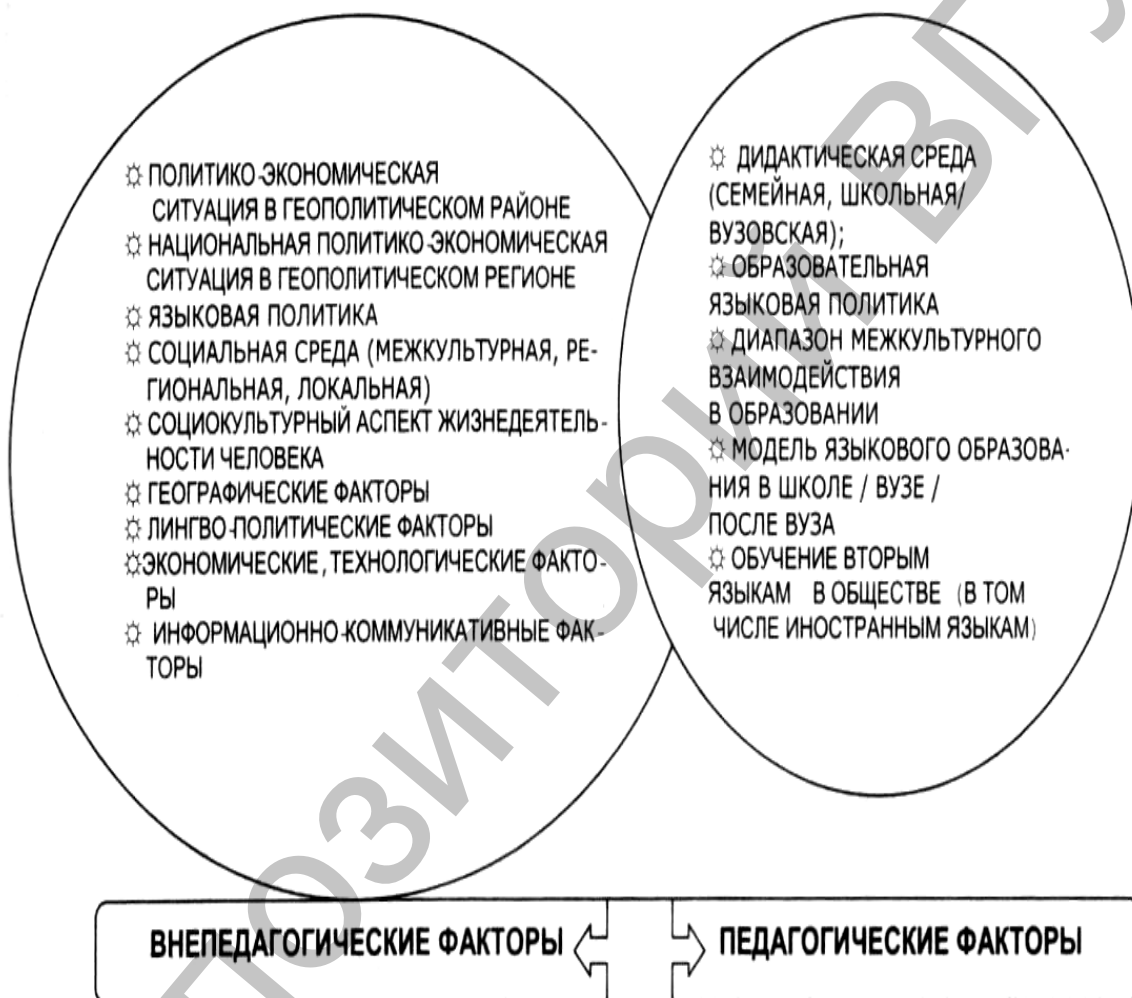 ☼ ПОЛИТИКО-ЭКОНОМИЧЕСКАЯ
СИТУАЦИЯ В ГЕОПОЛИТИЧЕСКОМ РАЙОНЕ
☼ НАЦИОНАЛЬНАЯ ПОЛИТИКО-ЭКОНОМИЧЕСКАЯ
СИТУАЦИЯ В ГЕОПОЛИТИЧЕСКОМ РЕГИОНЕ
☼ ЯЗЫКОВАЯ ПОЛИТИКА
☼ СОЦИАЛЬНАЯ СРЕДА (МЕЖКУЛЬТУРНАЯ, РЕ-
ГИОНАЛЬНАЯ, ЛОКАЛЬНАЯ)
☼ СОЦИОКУЛЬТУРНЫЙ АСПЕКТ ЖИЗНЕДЕЯТЕЛЬ-
НОСТИ ЧЕЛОВЕКА
☼ ГЕОГРАФИЧЕСКИЕ ФАКТОРЫ
☼ ЛИНГВО-ПОЛИТИЧЕСКИЕ ФАКТОРЫ
☼ЭКОНОМИЧЕСКИЕ, ТЕХНОЛОГИЧЕСКИЕ ФАКТО-
РЫ
☼ ИНФОРМАЦИОННО-КОММУНИКАТИВНЫЕ ФАК-
ТОРЫ
☼ ДИДАКТИЧЕСКАЯ СРЕДА
(СЕМЕЙНАЯ, ШКОЛЬНАЯ/
ВУЗОВСКАЯ);
☼ ОБРАЗОВАТЕЛЬНАЯ
ЯЗЫКОВАЯ ПОЛИТИКА
☼ ДИАПАЗОН МЕЖКУЛЬТУРНОГО
ВЗАИМОДЕЙСТВИЯ
В ОБРАЗОВАНИИ
☼ МОДЕЛЬ ЯЗЫКОВОГО ОБРАЗОВА-
НИЯ В ШКОЛЕ / ВУЗЕ /
ПОСЛЕ ВУЗА
☼ ОБУЧЕНИЕ ВТОРЫМ
ЯЗЫКАМ В ОБЩЕСТВЕ (В ТОМ
ЧИСЛЕ ИНОСТРАННЫМ ЯЗЫКАМ)
ВНЕПЕДАГОГИЧЕСКИЕ ФАКТОРЫ
ПЕДАГОГИЧЕСКИЕ ФАКТОРЫ